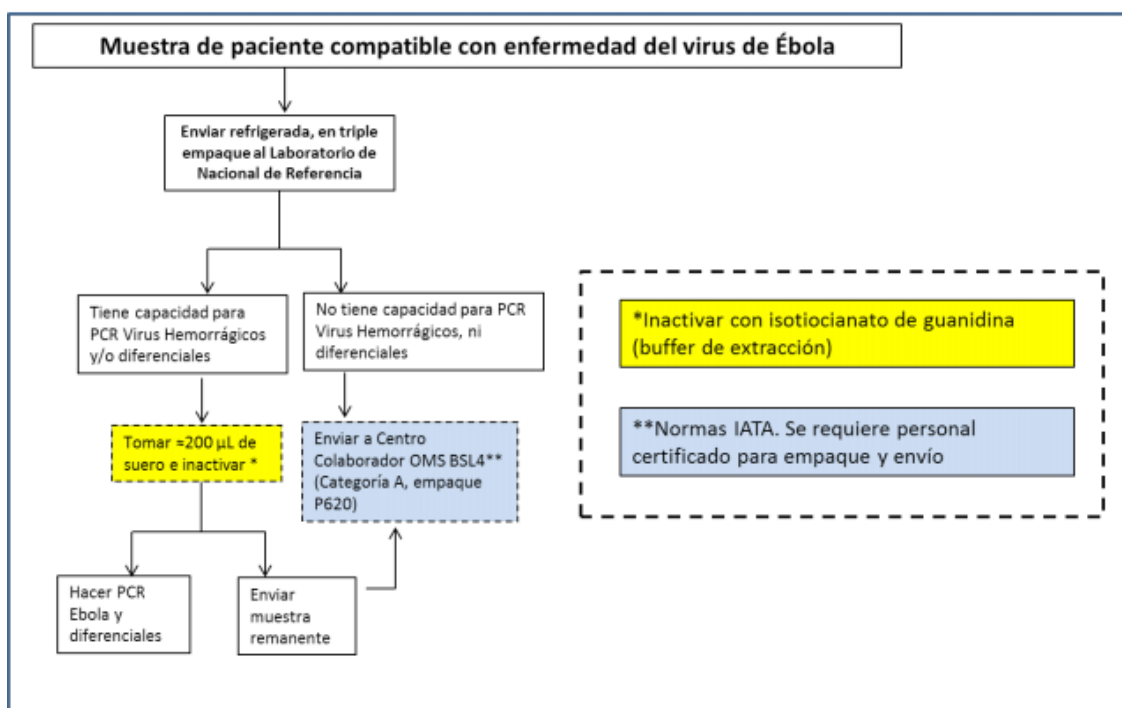 Muestra de paciente compatible con enfermedad del virus de Ébola
Enviar refrigerada, en triple
empaque al Laboratorio de
Nacional de Referencia
Tiene capacidad para
PCR Virus Hemorrágicos
y/o diferenciales
No tiene capacidad para PCR
Virus Hemorrágicos, ni
diferenciales
Tomar ≈200 µL de
suero e inactivar *
Enviar a Centro
Colaborador OMS BSL4**
(Categoría A, empaque
P620)
Hacer PCR
Ebola y
diferenciales
Enviar
muestra
remanente
*Inactivar con isotiocianato de guanidina
(buffer de extracción)
**Normas IATA. Se requiere personal
certificado para empaque y envío